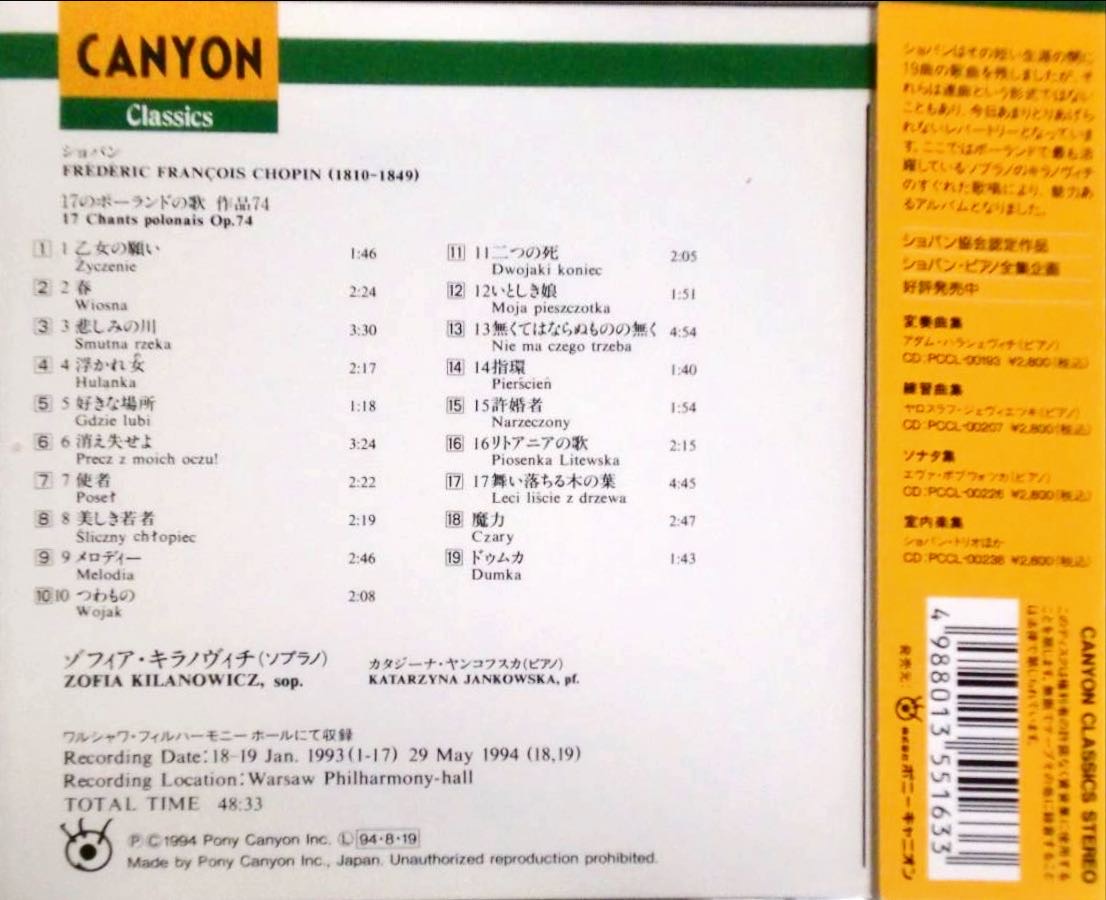 CANYON
Classics
ショパン
FRÉDÉRIC FRANÇOIS CHOPIN (1810-1849)
17のポーランドの歌 作品74
17 Chants polonais Op.74
1 1 乙女の願い 1:46
Życzenie
2 2 春 2:24
Wiosna
3 3 悲しみの川 3:30
Smutna rzeka
4 4 浮かれ女 2:17
Hulanka
5 5 好きな場所 1:18
Gdzie lubi
6 6 消え失せよ 3:24
Precz z moich oczu!
7 7 使者 2:22
Poseł
8 8 美しき若者 2:19
Śliczny chłopiec
9 9 メロディー 2:46
Melodia
10 10 つわもの 2:08
Wojak
11 11 二つの死 2:05
Dwojaki koniec
12 12 いとしき娘 1:51
Moja pieszczotka
13 13 無くてはならぬものの無く 4:54
Nie ma czego trzeba
14 14 指環 1:40
Pierścień
15 15 許婚者 1:54
Narzeczony
16 16 リトアニアの歌 2:15
Piosenka Litewska
17 17 舞い落ちる木の葉 4:45
Leci liście z drzewa
18 魔力 2:47
Czary
19 ドゥムカ 1:43
Dumka
ゾフィア・キラノヴィチ(ソプラノ)
ZOFIA KILANOWICZ, sop.
カタジーナ・ヤンコフスカ(ピアノ)
KATARZYNA JANKOWSKA, pf.
ワルシャワ・フィルハーモニー ホールにて収録
Recording Date:18-19 Jan. 1993(1-17) 29 May 1994 (18,19)
Recording Location:Warsaw Philharmony-hall
TOTAL TIME 48:33
Ⓟ Ⓒ 1994 Pony Canyon Inc. Ⓛ 94・8・19
Made by Pony Canyon Inc., Japan. Unauthorized reproduction prohibited.
ショパンはその短い生涯の間に
19曲の歌曲を残しましたが、そ
れらは連曲という形式ではない
こともあり、今日あまりとりあげら
れないレパートリーとなっていま
す。ここではポーランドで最も活
躍しているソプラノのキラノヴィチ
のすぐれた歌唱により、魅力あ
るアルバムとなりました。
ショパン協会認定作品
ショパン・ピアノ全集企画
好評発売中
変奏曲集
アダム・ハラシェヴィチ(ピアノ)
CD:PCCL-00193 ¥2,800(税込)
練習曲集
ヤロスラフ・ジェヴィエツキ(ピアノ)
CD:PCCL-00207 ¥2,800(税込)
ソナタ集
エヴァ・ポブウォツカ(ピアノ)
CD:PCCL-00226 ¥2,800(税込)
室内楽集
ショパン・トリオほか
CD:PCCL-00238 ¥2,800(税込)
4 988013 551633
発売元:
株式会社ポニーキャニオン
CANYON CLASSICS STEREO